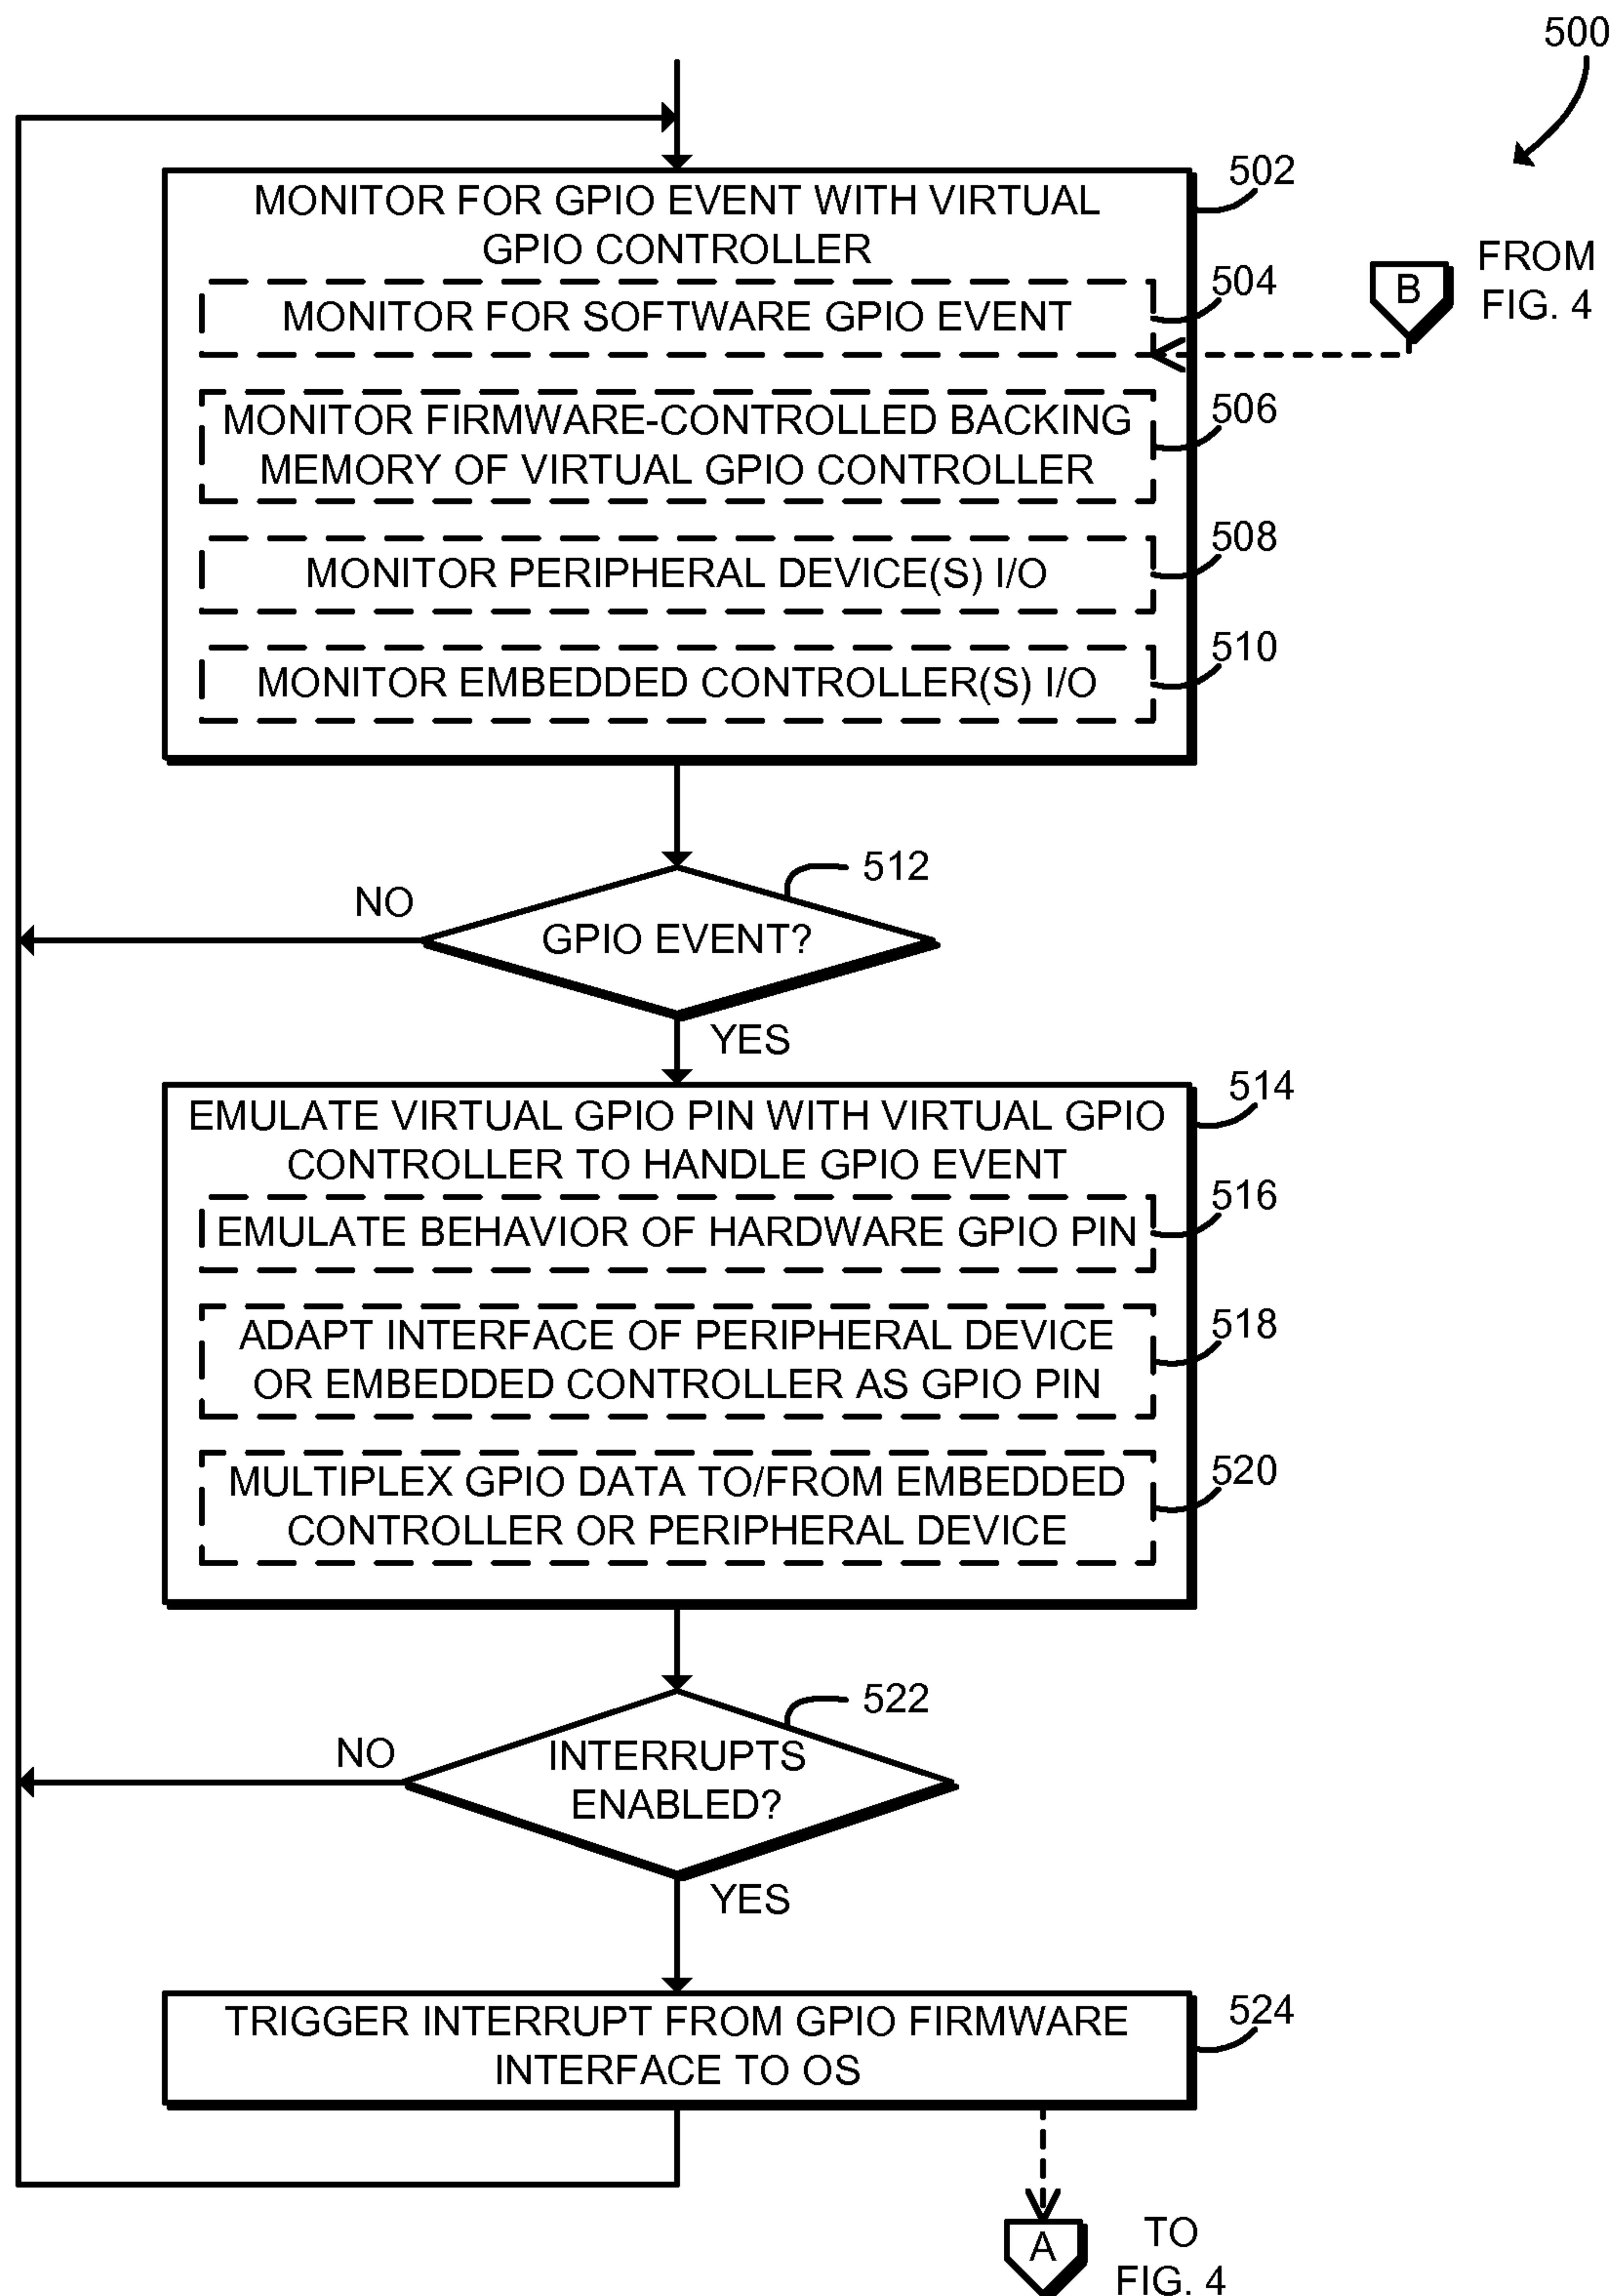 500
502
MONITOR FOR GPIO EVENT WITH VIRTUAL
GPIO CONTROLLER
504
MONITOR FOR SOFTWARE GPIO EVENT
B
FROM
FIG. 4
506
MONITOR FIRMWARE-CONTROLLED BACKING
MEMORY OF VIRTUAL GPIO CONTROLLER
508
MONITOR PERIPHERAL DEVICE(S) I/O
510
MONITOR EMBEDDED CONTROLLER(S) I/O
512
NO
GPIO EVENT?
YES
514
EMULATE VIRTUAL GPIO PIN WITH VIRTUAL GPIO
CONTROLLER TO HANDLE GPIO EVENT
516
EMULATE BEHAVIOR OF HARDWARE GPIO PIN
518
ADAPT INTERFACE OF PERIPHERAL DEVICE
OR EMBEDDED CONTROLLER AS GPIO PIN
520
MULTIPLEX GPIO DATA TO/FROM EMBEDDED
CONTROLLER OR PERIPHERAL DEVICE
522
NO
INTERRUPTS
ENABLED?
YES
524
TRIGGER INTERRUPT FROM GPIO FIRMWARE
INTERFACE TO OS
A
TO
FIG. 4